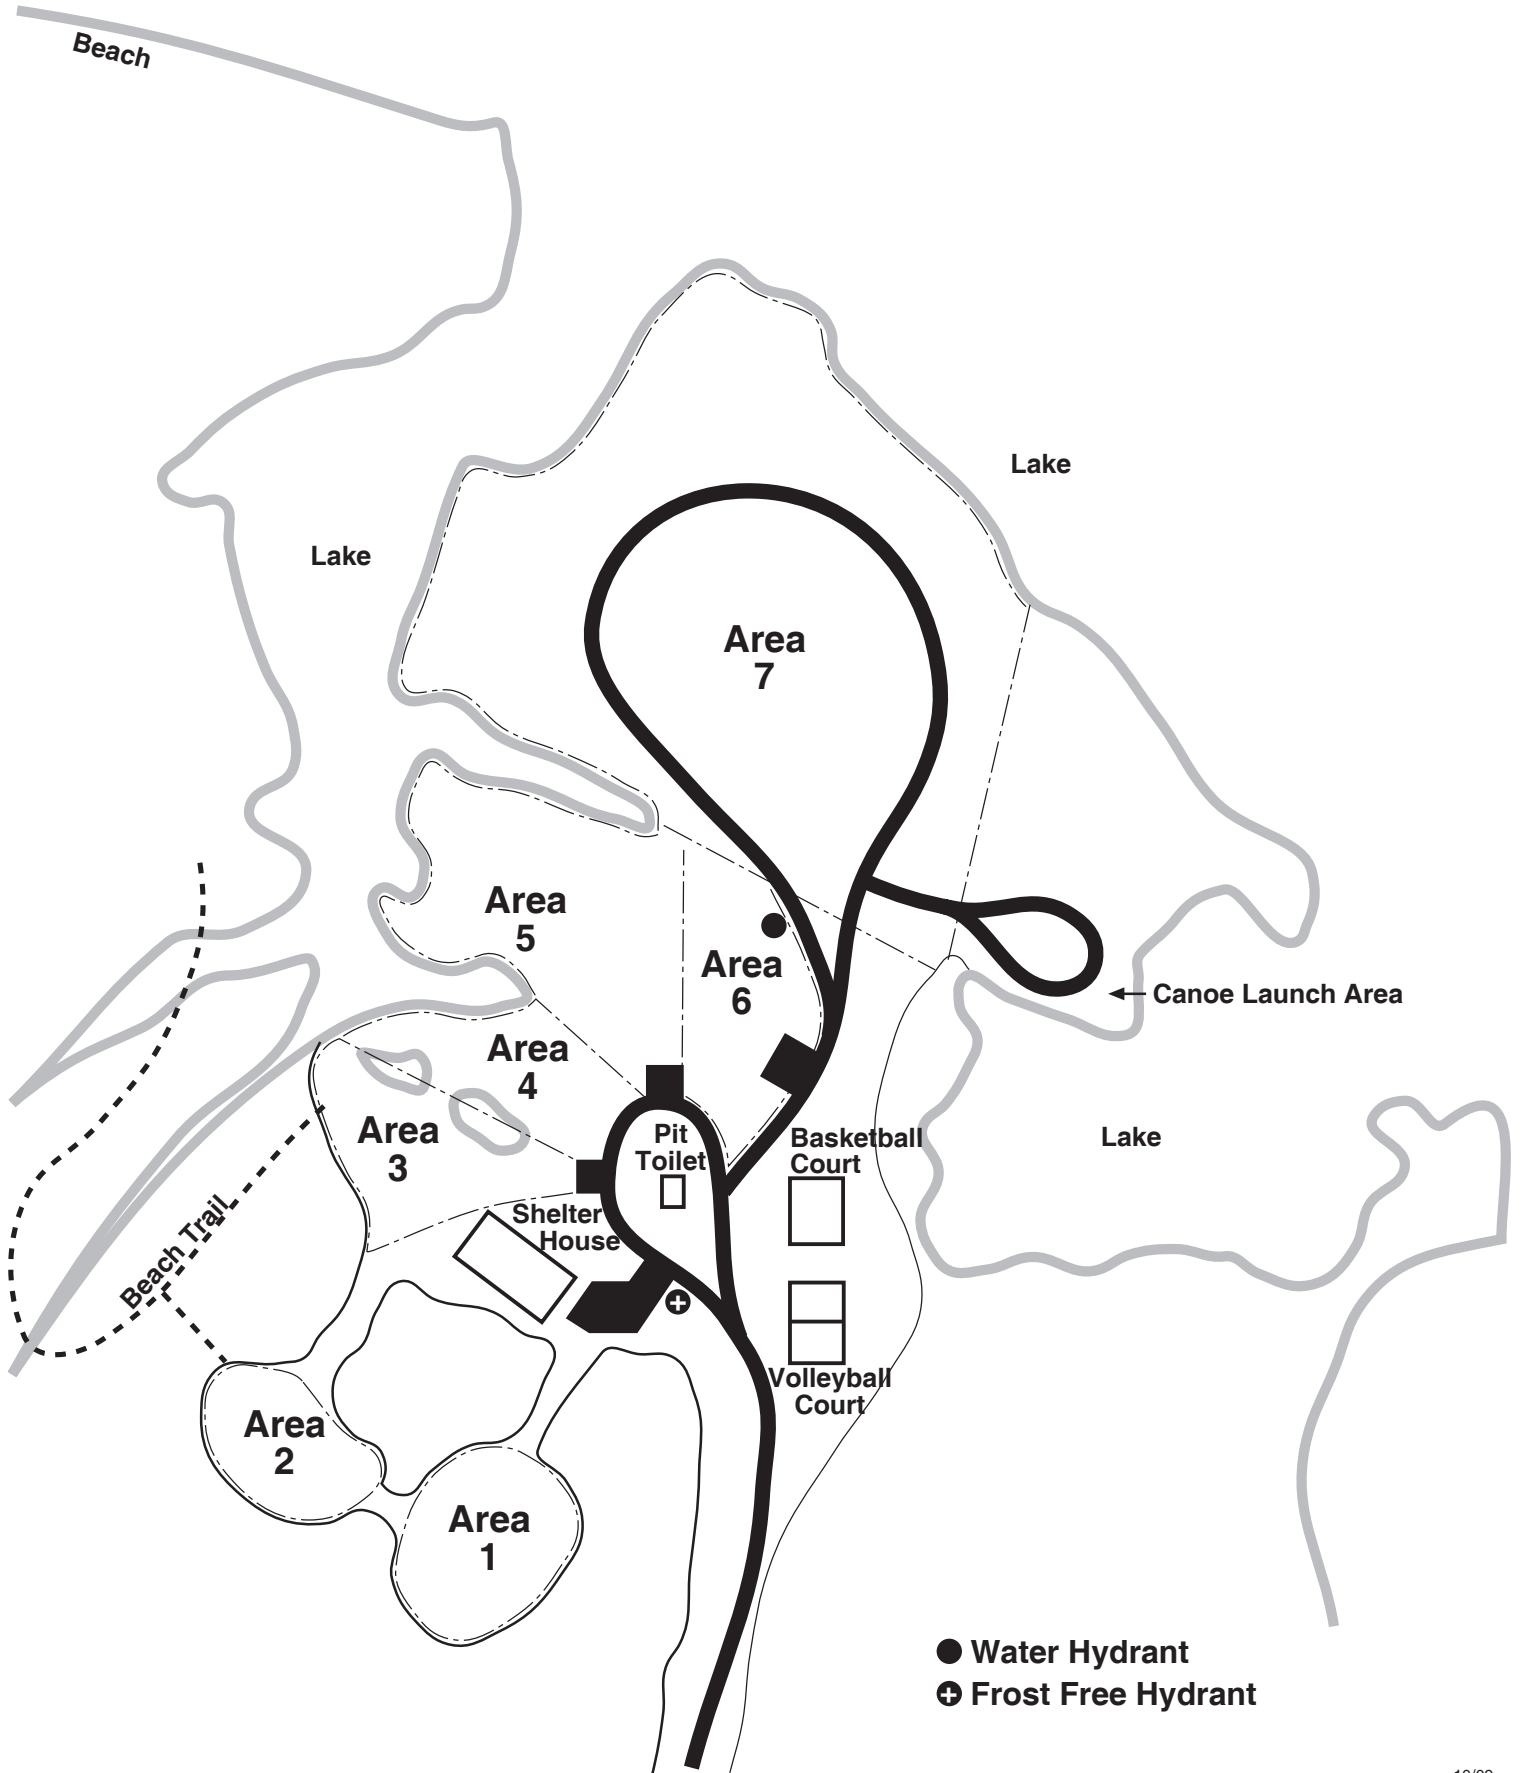 Beach
Lake
Lake
Area
7
Area
5
Area
6
Canoe Launch Area
Area
4
Area
3
Pit
Toilet
Basketball
Court
Lake
Shelter
House
Beach Trail
Volleyball
Court
Area
2
Area
1
Water Hydrant
Frost Free Hydrant